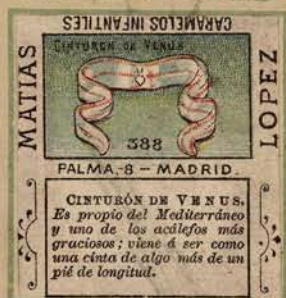 CARAMELOS INFANTILES
MATIAS
CINTURON DE VENUS
388
LOPEZ
PALMA,-8 – MADRID.
CINTURÓN DE VENUS.
Es propio del Mediterráneo
y uno de los acálefos más
graciosos; viene á ser como
una cinta de algo más de un
pié de longitud.